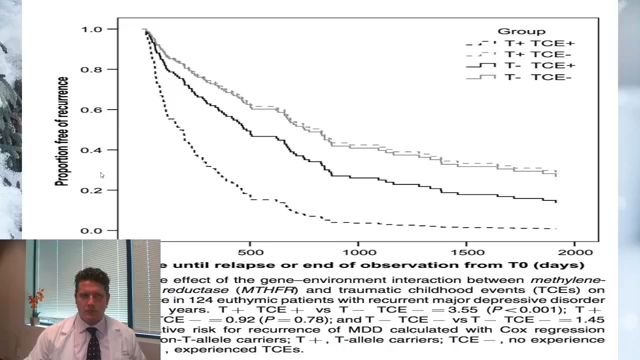 Group
T+ TCE+
T+ TCE-
T- TCE+
T- TCE-
1.0
0.8
0.6
0.4
0.2
0.0
Proportion free of recurrence
500
1000
1500
2000
e until relapse or end of observation from T0 (days)
e effect of the gene–environment interaction between methylene-
reductase (MTHFR) and traumatic childhood events (TCEs) on
e in 124 euthymic patients with recurrent major depressive disorder
years. T+ TCE+ vs T− TCE−=3.55 (P<0.001); T+
CE−=0.92 (P=0.78); and T− TCE+ vs T− TCE−=1.45
tive risk for recurrence of MDD calculated with Cox regression
on-T-allele carriers; T+, T-allele carriers; TCE−, no experience
, experienced TCEs.